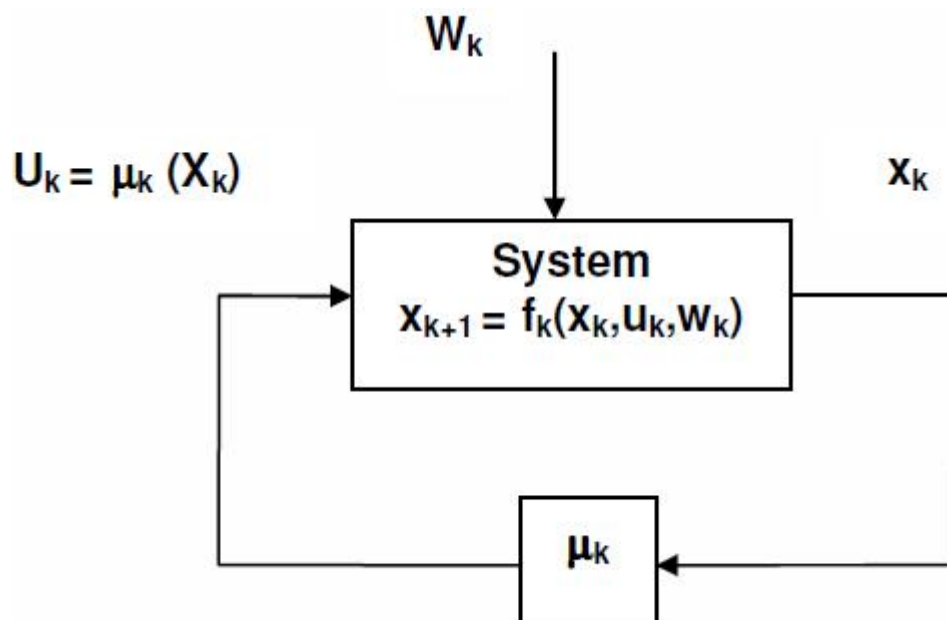 Wₖ
Uₖ = μₖ (Xₖ)
xₖ
System
xₖ₊₁ = fₖ(xₖ,uₖ,wₖ)
μₖ